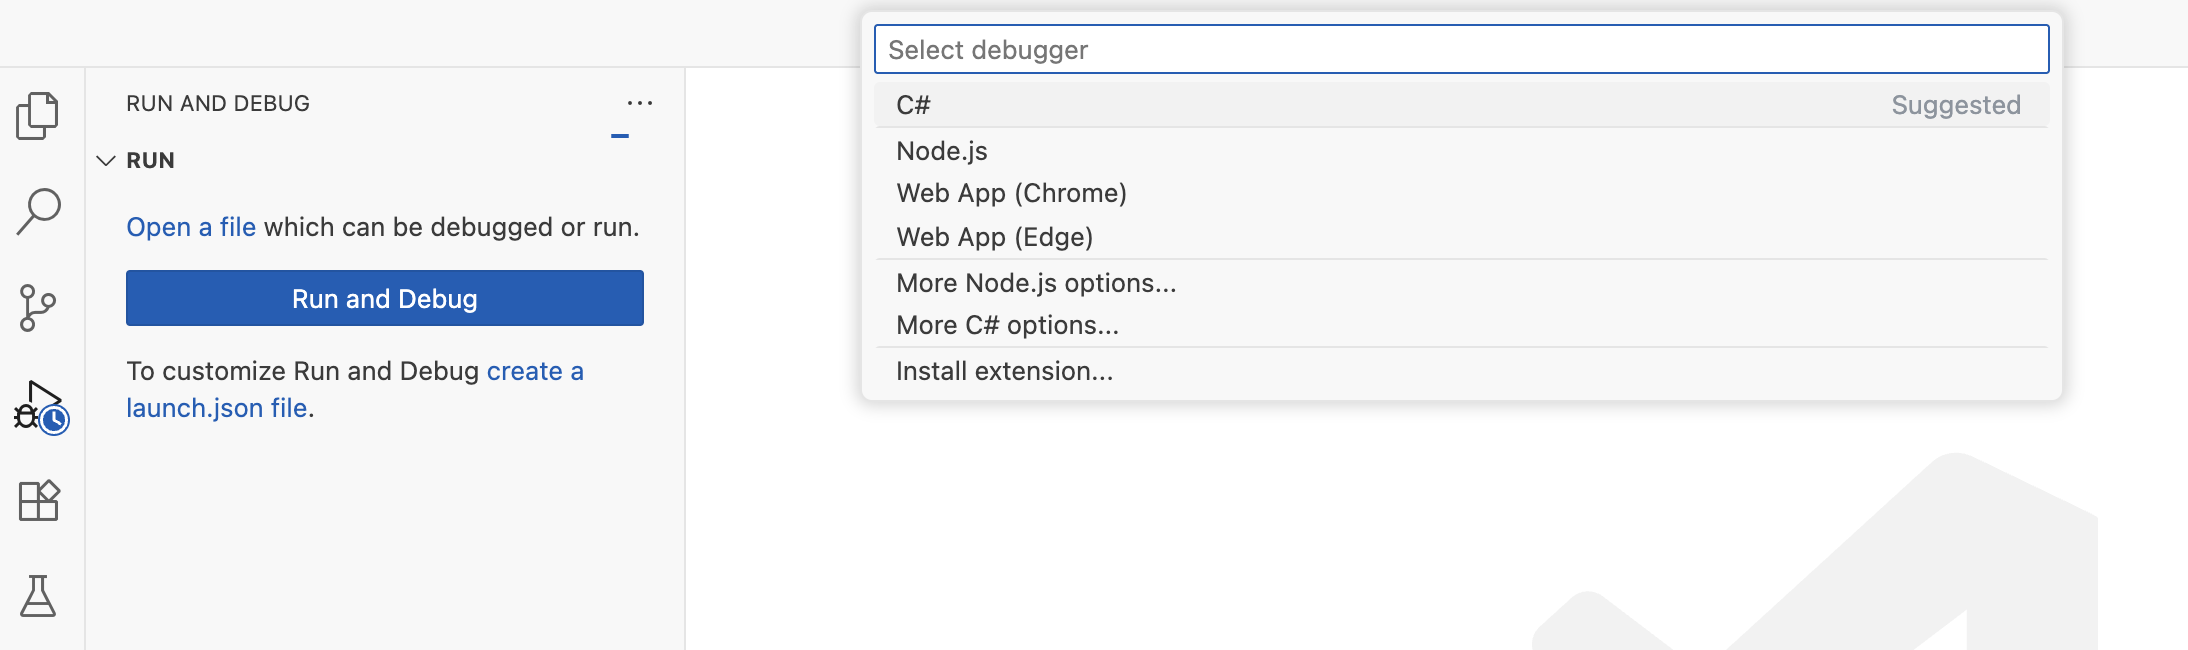 RUN AND DEBUG
RUN
Open a file which can be debugged or run.
Run and Debug
To customize Run and Debug create a
launch.json file.
Select debugger
C# Suggested
Node.js
Web App (Chrome)
Web App (Edge)
More Node.js options...
More C# options...
Install extension...